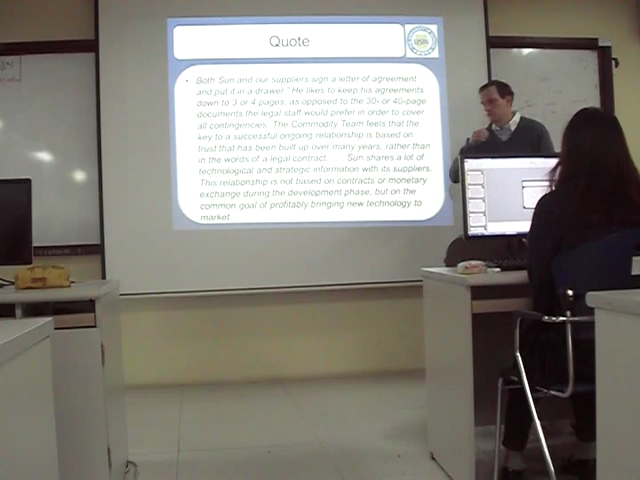 Quote
• Both Sun and our suppliers sign a letter of agreement
and put it in a drawer." He likes to keep his agreements
down to 3 or 4 pages, as opposed to the 30- or 40-page
documents the legal staff would prefer in order to cover
all contingencies. The Commodity Team feels that the
key to a successful ongoing relationship is based on
trust that has been built up over many years, rather than
in the words of a legal contract. . . . Sun shares a lot of
technological and strategic information with its suppliers.
This relationship is not based on contracts or monetary
exchange during the development phase, but on the
common goal of profitably bringing new technology to
market.